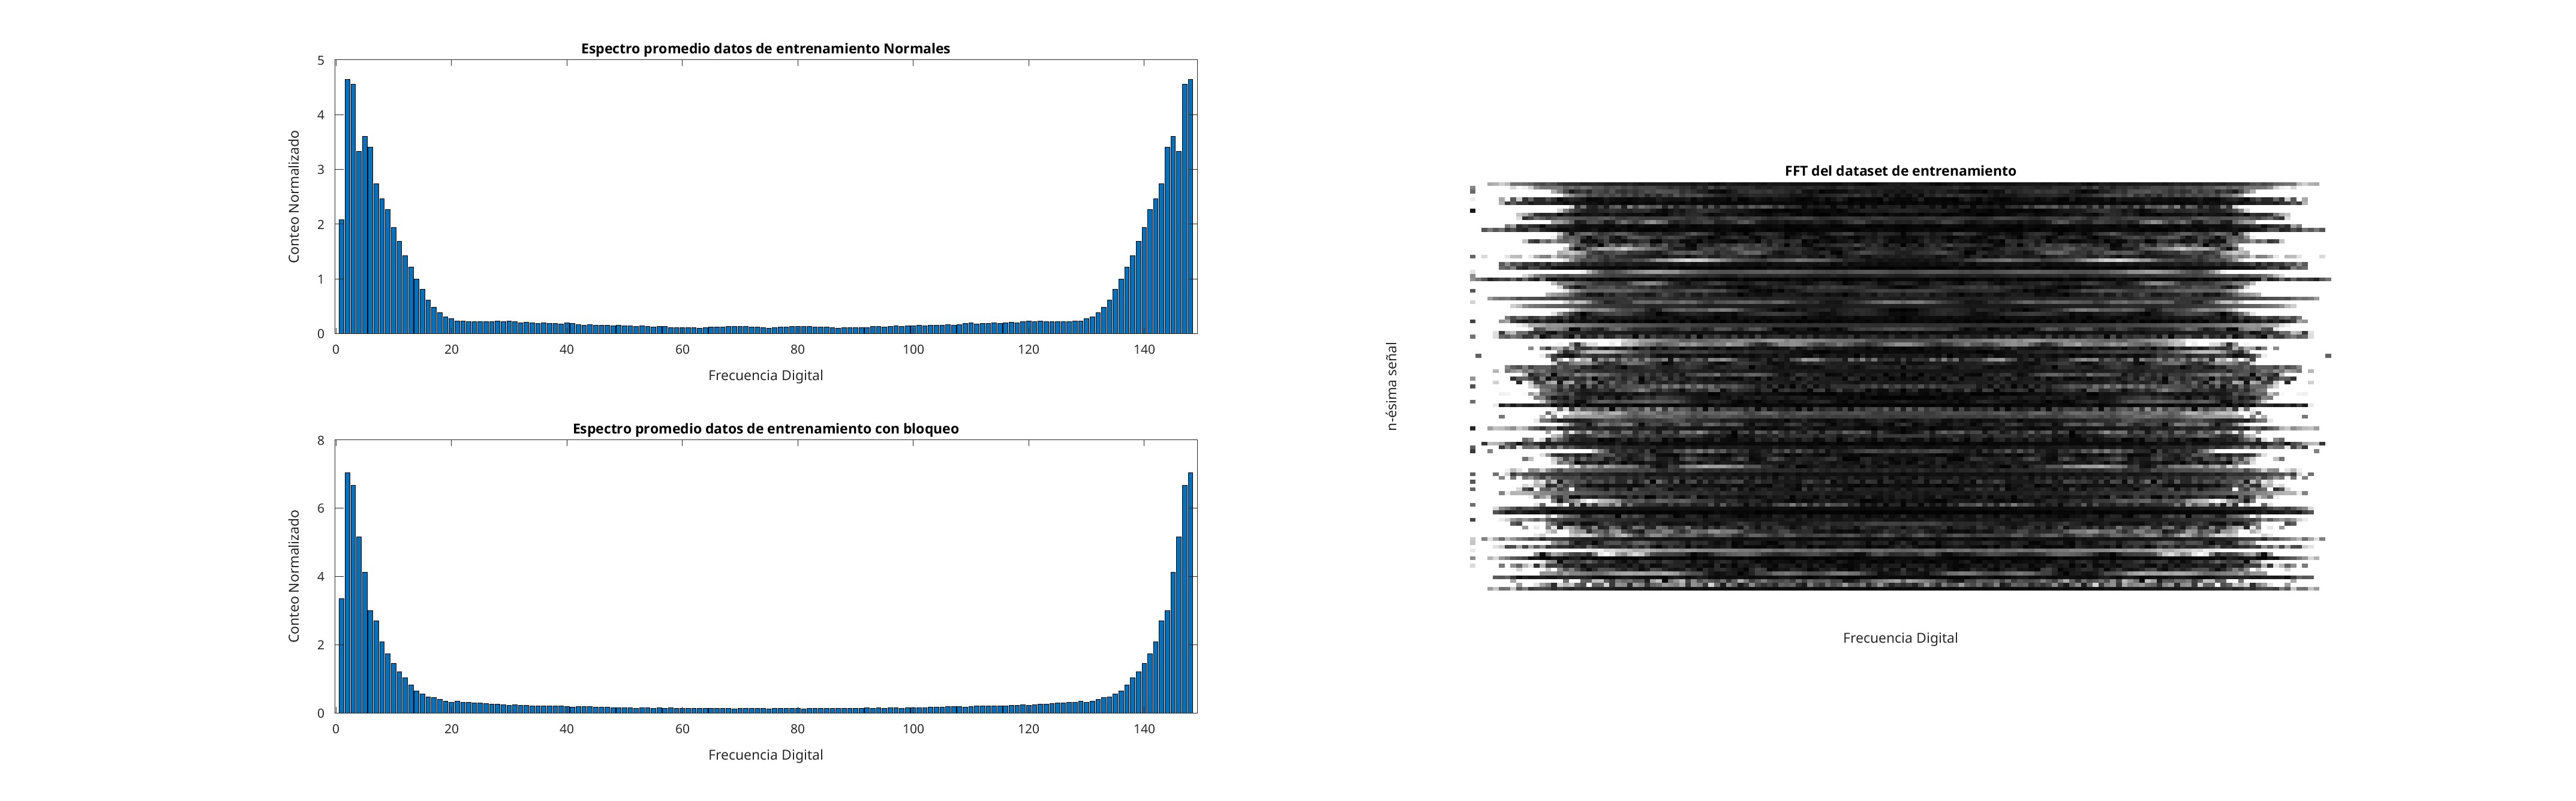 Espectro promedio datos de entrenamiento Normales
5
4
3
2
1
0
Conteo Normalizado
0 20 40 60 80 100 120 140
Frecuencia Digital
Espectro promedio datos de entrenamiento con bloqueo
8
6
4
2
0
Conteo Normalizado
0 20 40 60 80 100 120 140
Frecuencia Digital
FFT del dataset de entrenamiento
n-ésima señal
Frecuencia Digital